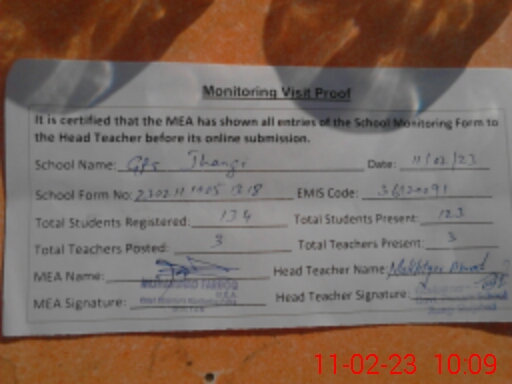 Monitoring Visit Proof
It is certified that the MEA has shown all entries of the School Monitoring Form to
the Head Teacher before its online submission.
School Name: GPS Thangi Date: 11/02/23
School Form No: EMIS Code:
Total Students Registered: 134 Total Students Present: 123
Total Teachers Posted: 3 Total Teachers Present: 3
MEA Name: Head Teacher Name:
MEA Signature: Head Teacher Signature:
11-02-23 10:09